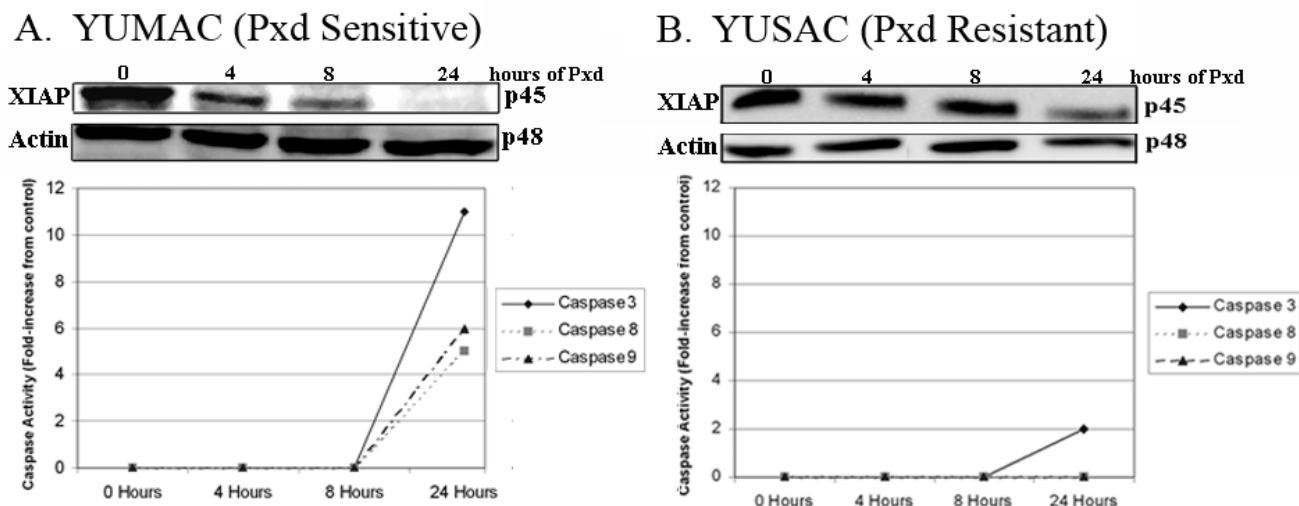 A. YUMAC (Pxd Sensitive)
0 4 8 24 hours of Pxd
XIAP p45
Actin p48
Caspase Activity (Fold-increase from control)
12
10
8
6
4
2
0
0 Hours 4 Hours 8 Hours 24 Hours
Caspase 3
Caspase 8
Caspase 9
B. YUSAC (Pxd Resistant)
0 4 8 24 hours of Pxd
XIAP p45
Actin p48
Caspase Activity (Fold-increase from control)
12
10
8
6
4
2
0
0 Hours 4 Hours 8 Hours 24 Hours
Caspase 3
Caspase 8
Caspase 9